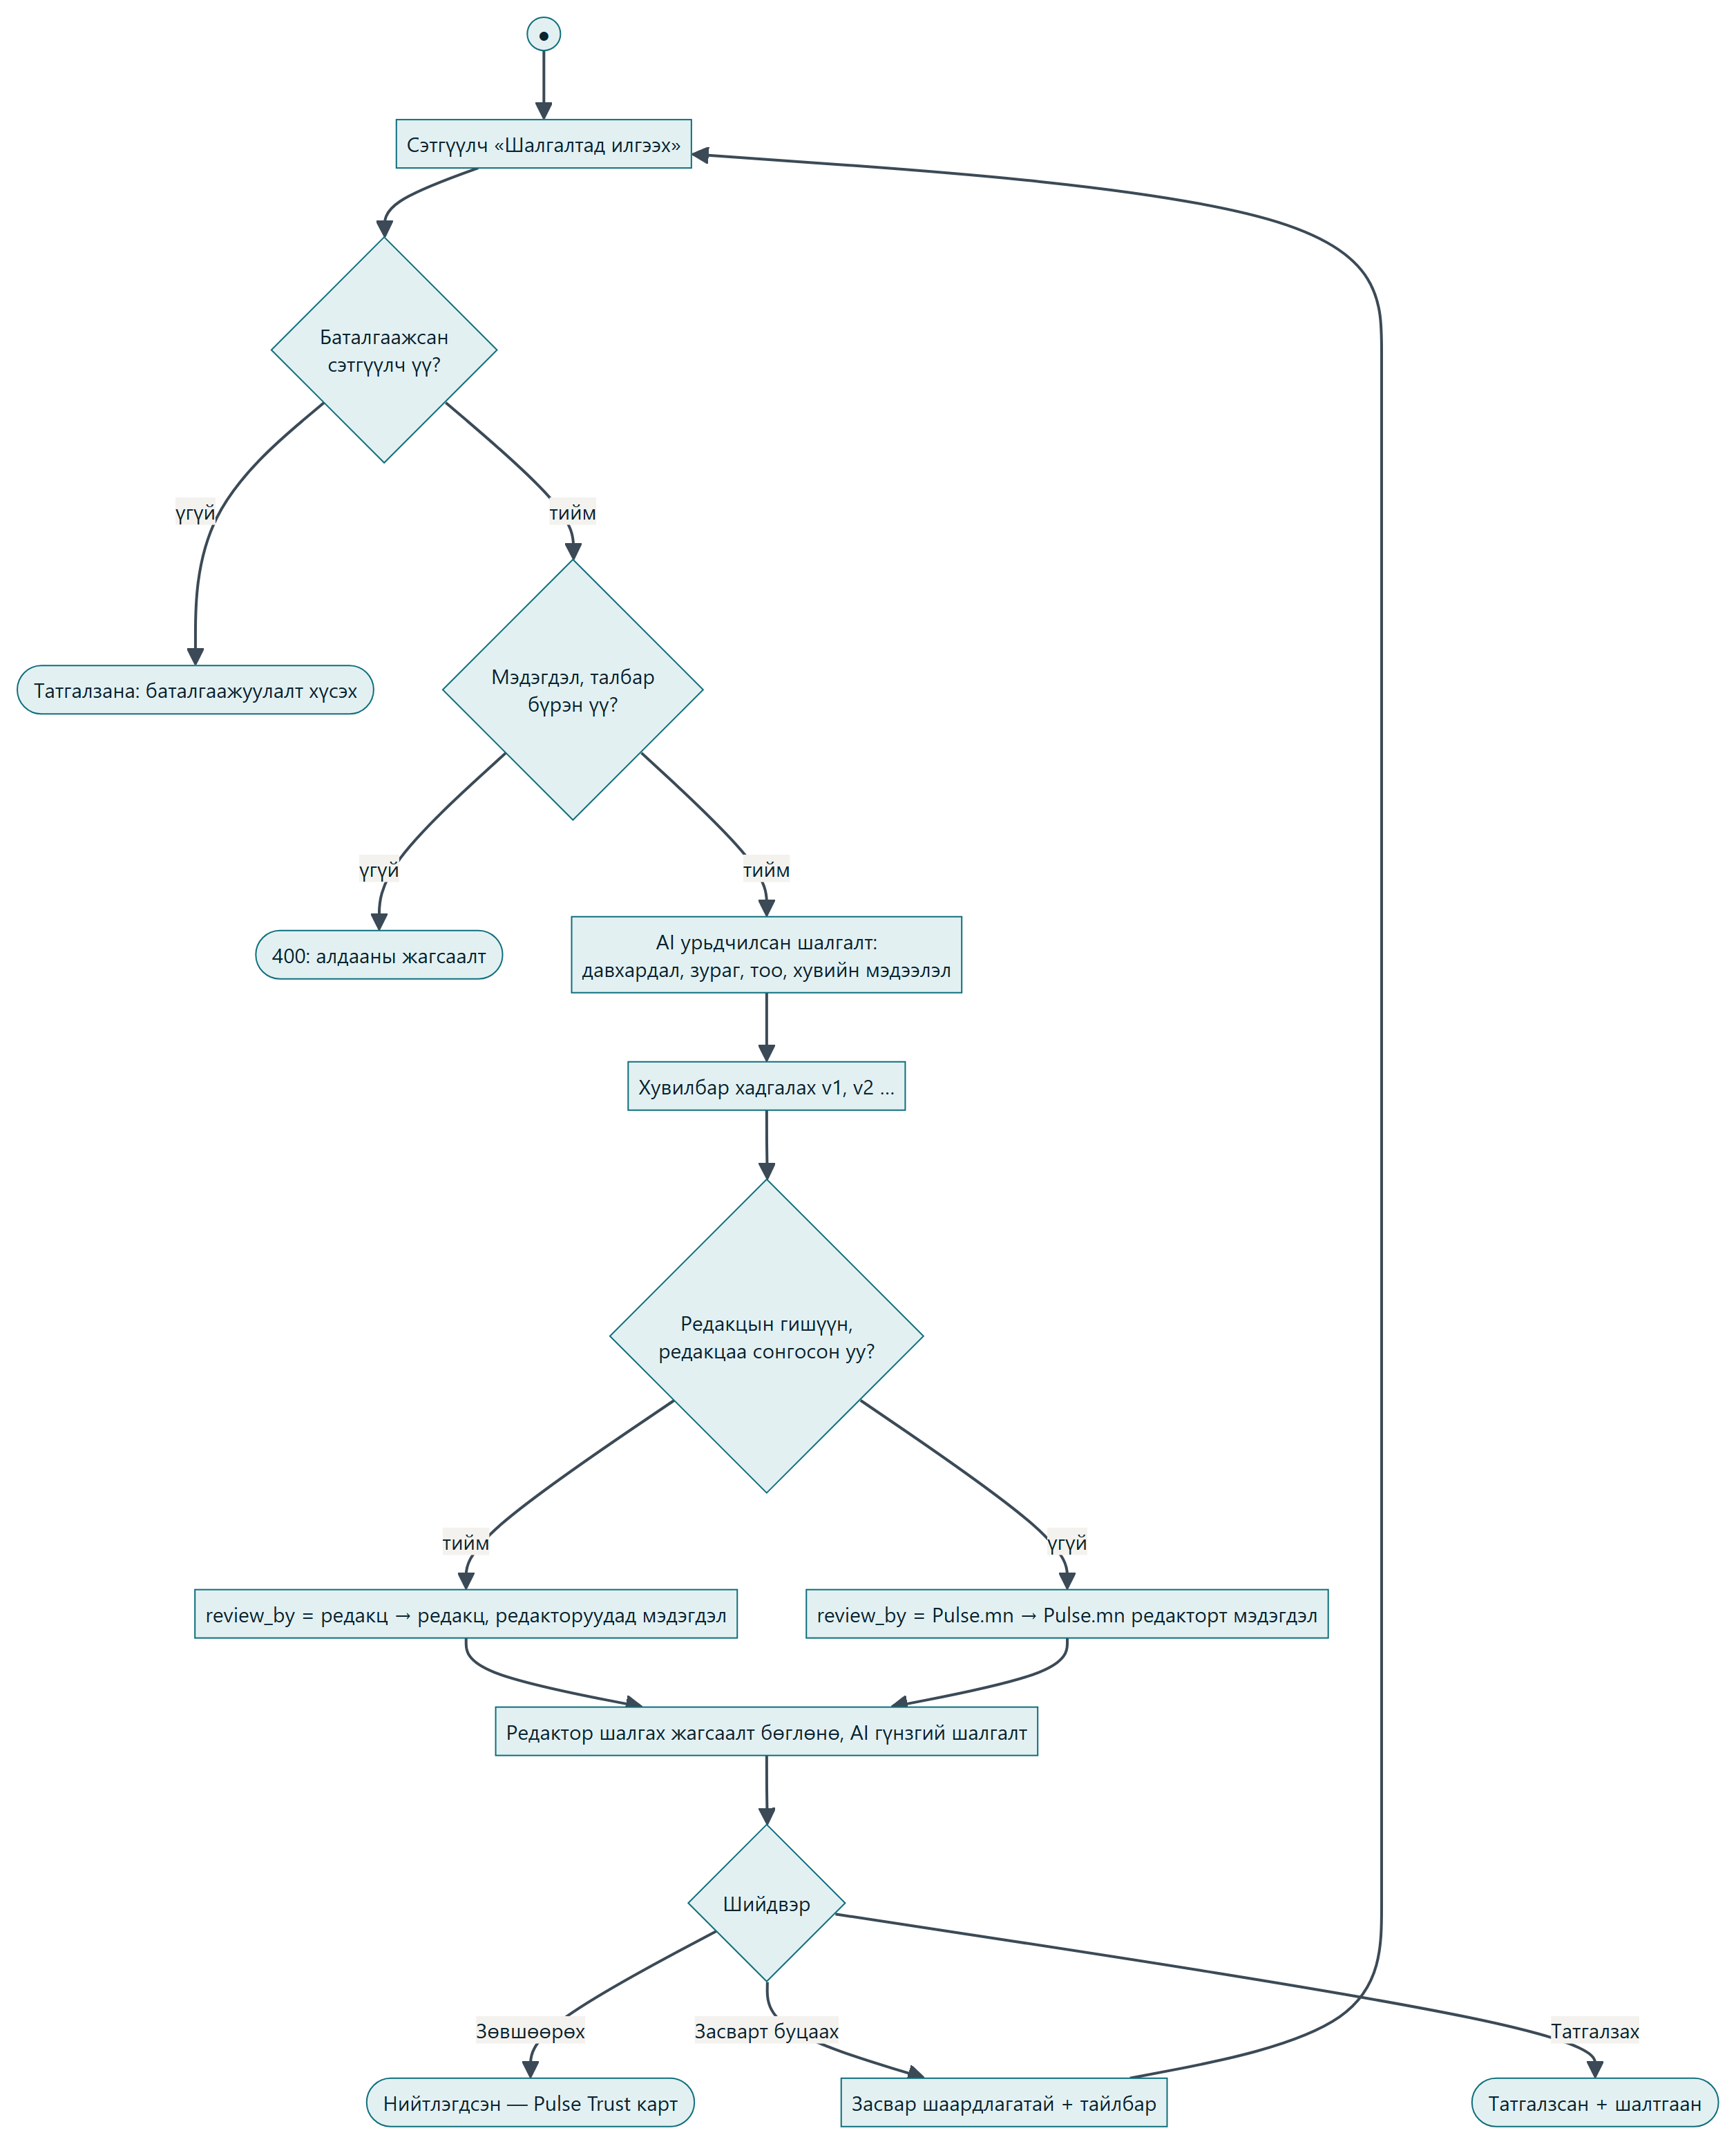 Сэтгүүлч «Шалгалтад илгээх»
Баталгаажсан
сэтгүүлч үү?
үгүй
тийм
Татгалзана: баталгаажуулалт хүсэх
Мэдэгдэл, талбар
бүрэн үү?
үгүй
тийм
400: алдааны жагсаалт
AI урьдчилсан шалгалт:
давхардал, зураг, тоо, хувийн мэдээлэл
Хувилбар хадгалах v1, v2 ...
Редакцын гишүүн,
редакцаа сонгосон уу?
тийм
үгүй
review_by = редакц → редакц, редакторуудад мэдэгдэл
review_by = Pulse.mn → Pulse.mn редакторт мэдэгдэл
Редактор шалгах жагсаалт бөглөнө, AI гүнзгий шалгалт
Шийдвэр
Зөвшөөрөх
Засварт буцаах
Татгалзах
Нийтлэгдсэн — Pulse Trust карт
Засвар шаардлагатай + тайлбар
Татгалзсан + шалтгаан